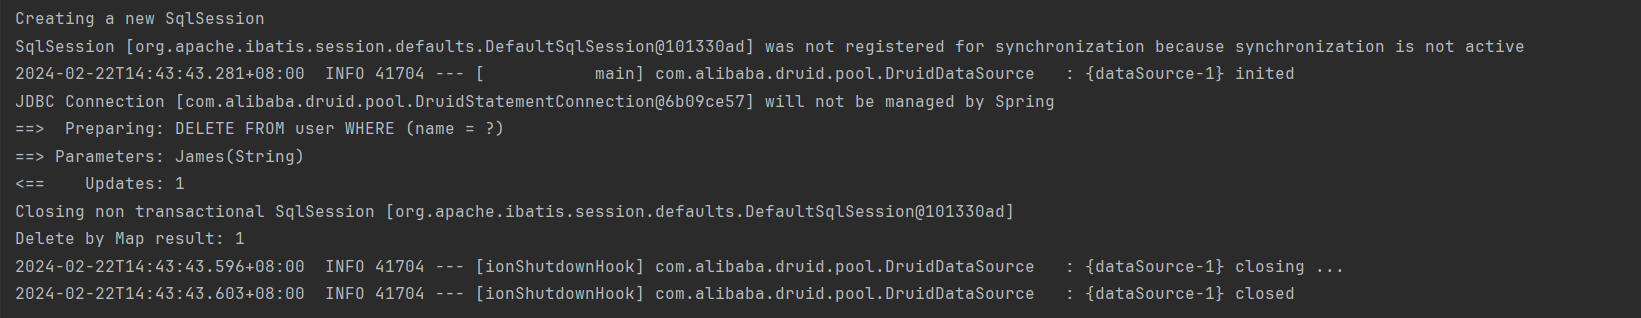 Creating a new SqlSession
SqlSession [org.apache.ibatis.session.defaults.DefaultSqlSession@101330ad] was not registered for synchronization because synchronization is not active
2024-02-22T14:43:43.281+08:00  INFO 41704 --- [           main] com.alibaba.druid.pool.DruidDataSource   : {dataSource-1} inited
JDBC Connection [com.alibaba.druid.pool.DruidStatementConnection@6b09ce57] will not be managed by Spring
==>  Preparing: DELETE FROM user WHERE (name = ?)
==> Parameters: James(String)
<==    Updates: 1
Closing non transactional SqlSession [org.apache.ibatis.session.defaults.DefaultSqlSession@101330ad]
Delete by Map result: 1
2024-02-22T14:43:43.596+08:00  INFO 41704 --- [ionShutdownHook] com.alibaba.druid.pool.DruidDataSource   : {dataSource-1} closing ...
2024-02-22T14:43:43.603+08:00  INFO 41704 --- [ionShutdownHook] com.alibaba.druid.pool.DruidDataSource   : {dataSource-1} closed